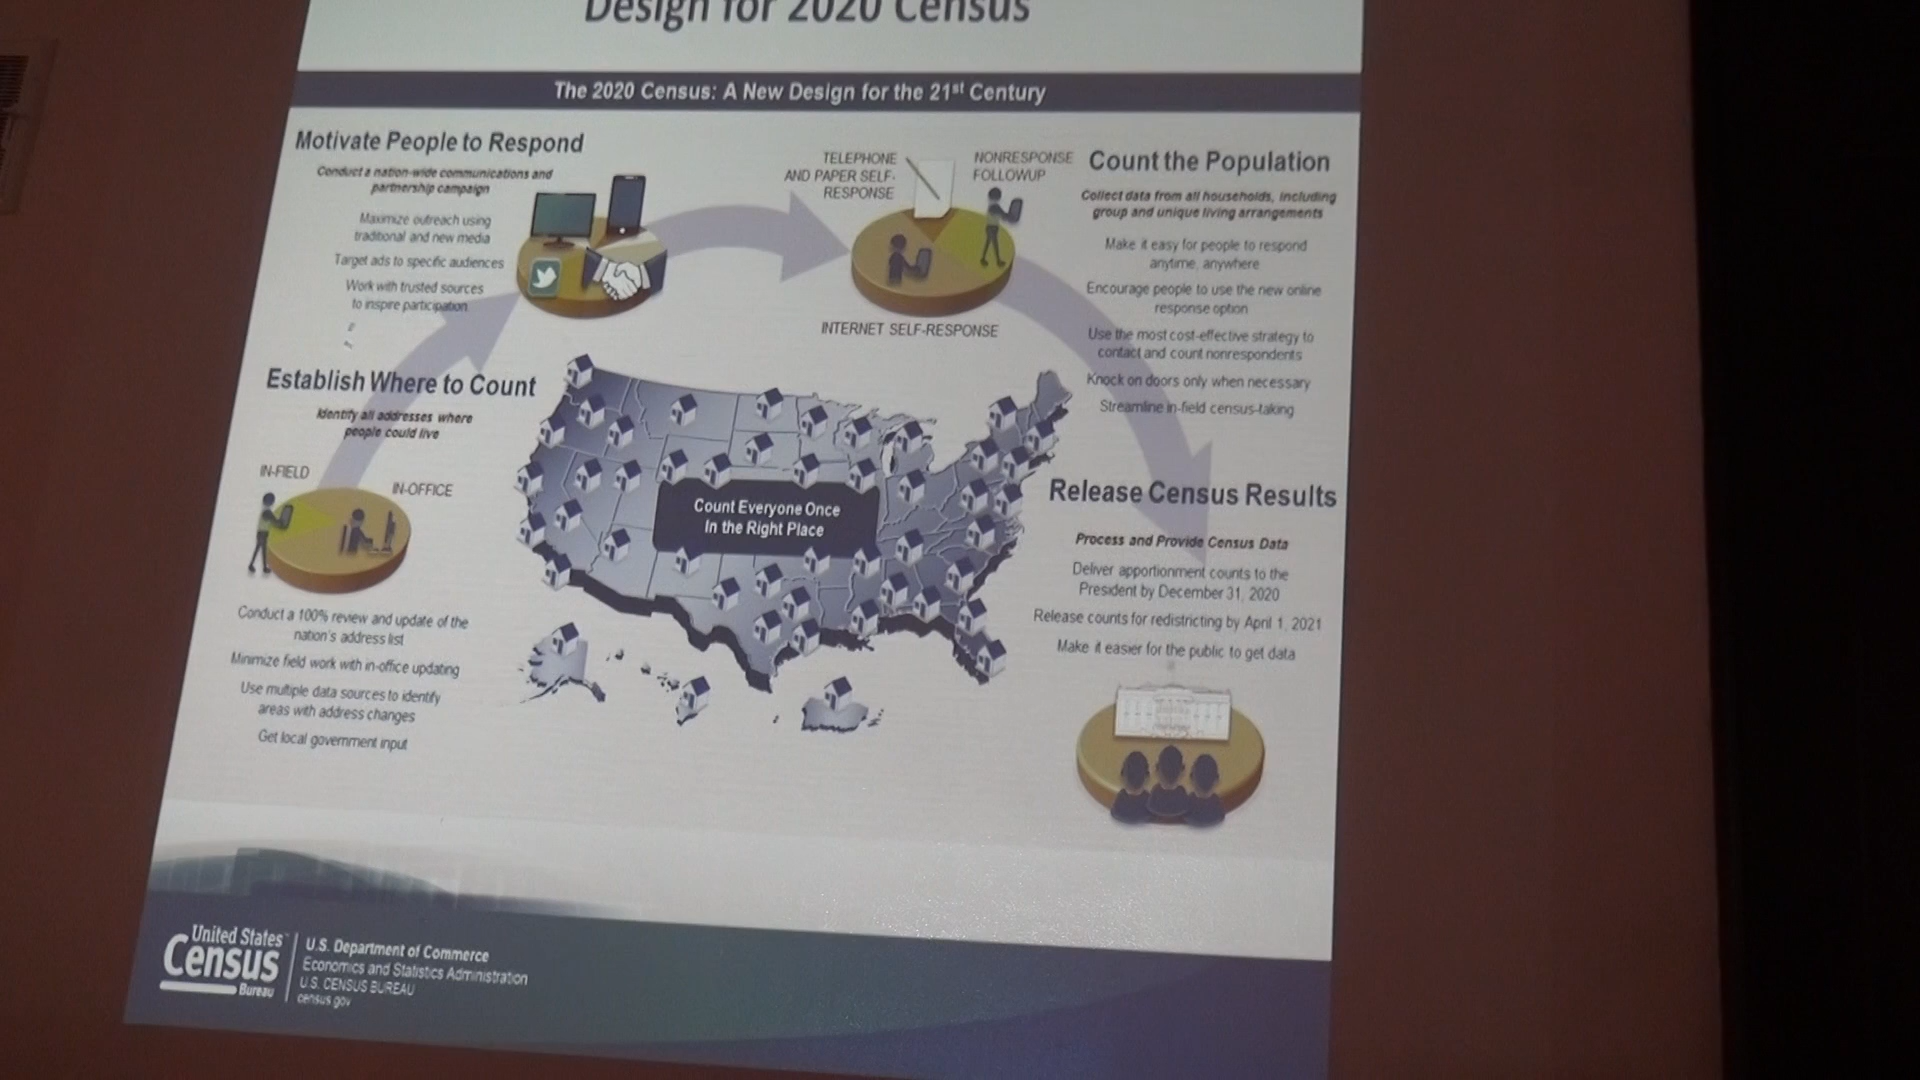 Design for 2020 Census
The 2020 Census: A New Design for the 21st Century
Motivate People to Respond
Conduct a nation-wide communications and
partnership campaign
Maximize outreach using
traditional and new media
Target ads to specific audiences
Work with trusted sources
to inspire participation
TELEPHONE
AND PAPER SELF-
RESPONSE
NONRESPONSE
FOLLOWUP
INTERNET SELF-RESPONSE
Count the Population
Collect data from all households, including
group and unique living arrangements
Make it easy for people to respond
anytime, anywhere
Encourage people to use the new online
response option
Use the most cost-effective strategy to
contact and count nonrespondents
Knock on doors only when necessary
Streamline in-field census-taking
Establish Where to Count
Identify all addresses where
people could live
IN-FIELD
IN-OFFICE
Conduct a 100% review and update of the
nation's address list
Minimize field work with in-office updating
Use multiple data sources to identify
areas with address changes
Get local government input
Count Everyone Once
In the Right Place
Release Census Results
Process and Provide Census Data
Deliver apportionment counts to the
President by December 31, 2020
Release counts for redistricting by April 1, 2021
Make it easier for the public to get data
United States
Census
Bureau
U.S. Department of Commerce
Economics and Statistics Administration
U.S. CENSUS BUREAU
census.gov